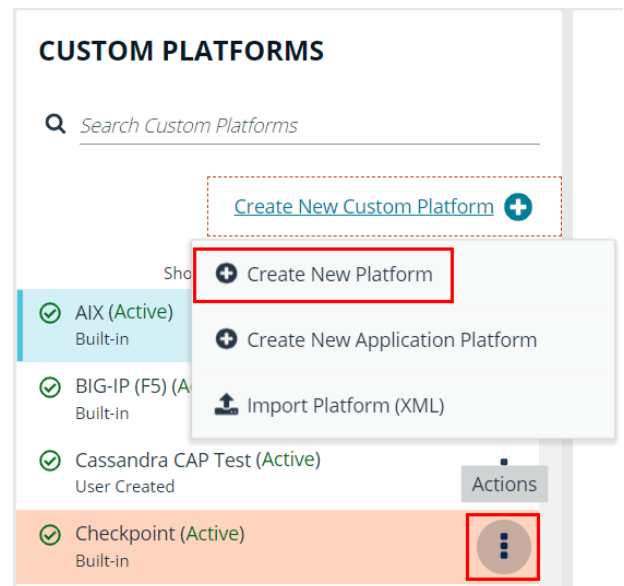 CUSTOM PLATFORMS
Search Custom Platforms
Create New Custom Platform
Create New Platform
Create New Application Platform
Import Platform (XML)
AIX (Active)
Built-in
BIG-IP (F5)
Built-in
Cassandra CAP Test (Active)
User Created
Actions
Checkpoint (Active)
Built-in